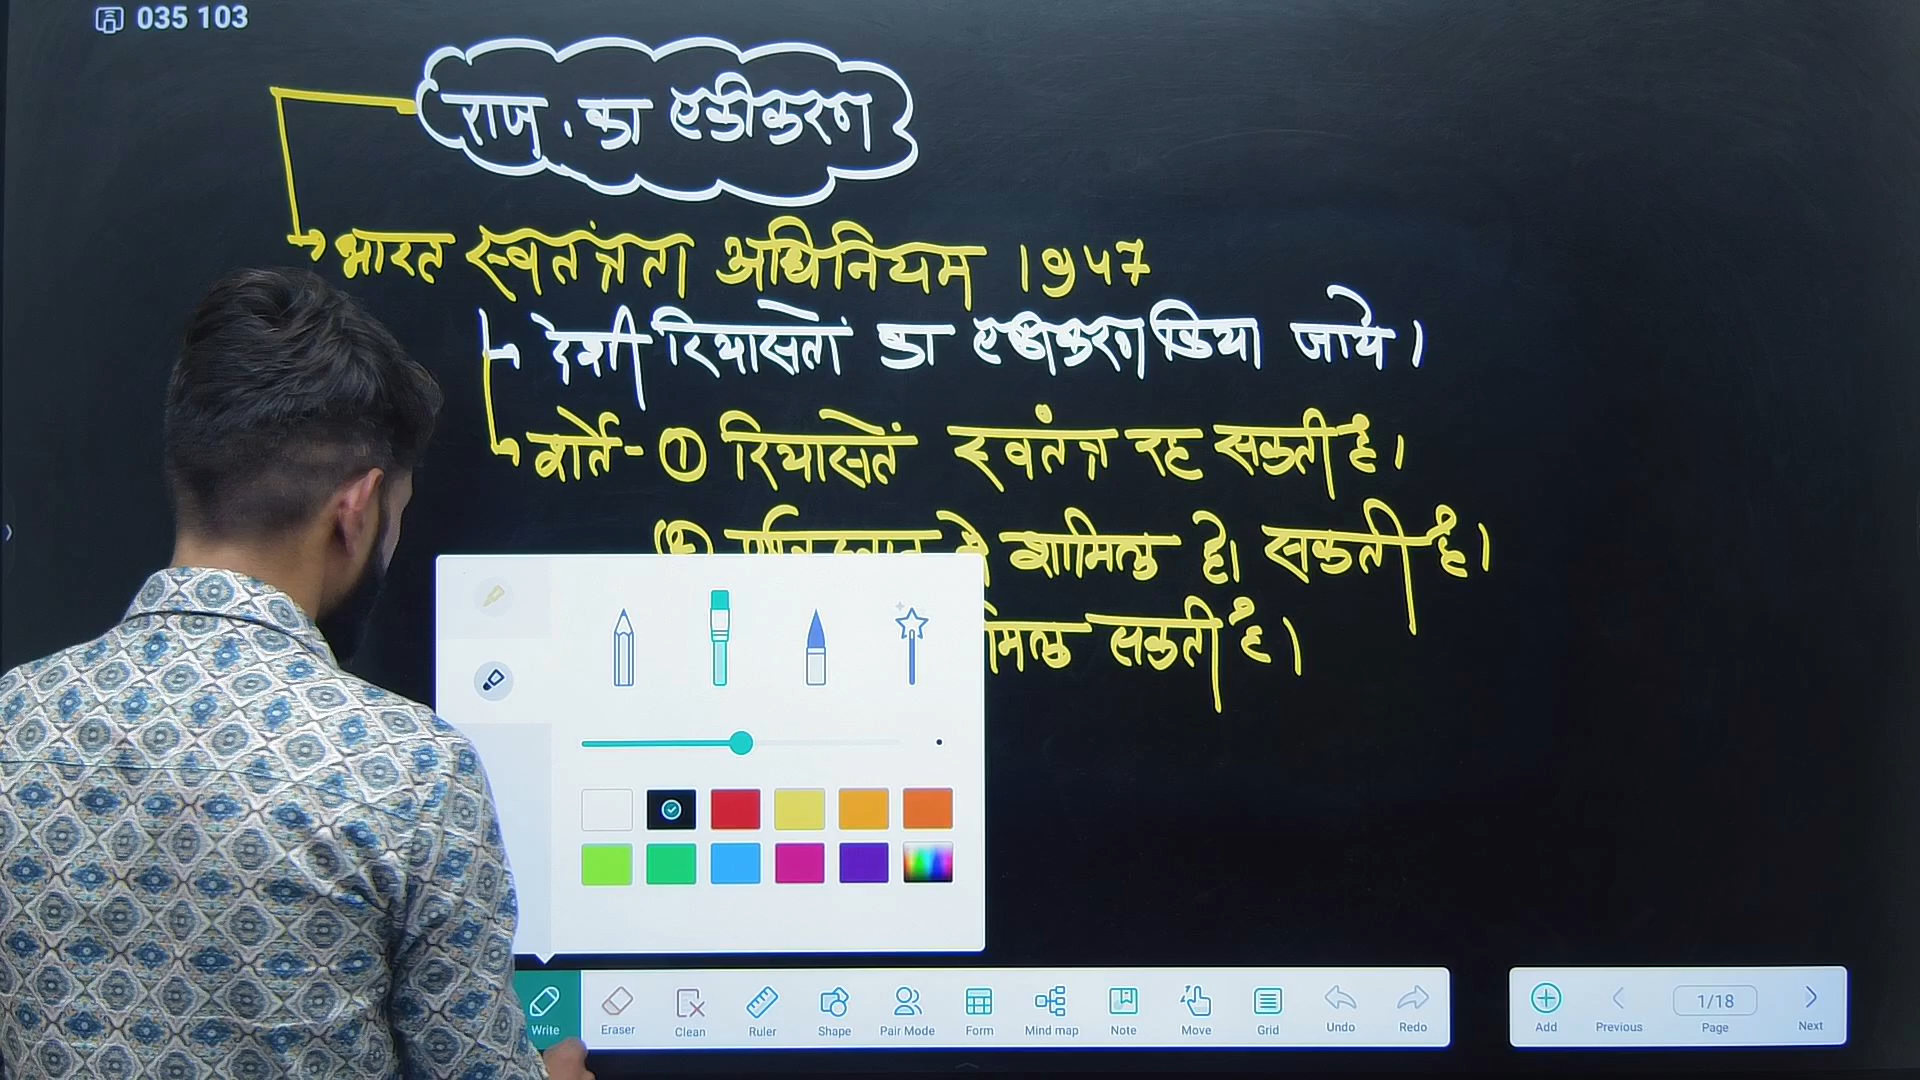 035 103
राज. का एकीकरण
भारत स्वतंत्रता अधिनियम 1947
देशी रियासतों का एकीकरण किया जाये।
शर्ते - ① रियासतें स्वतंत्र रह सकती है।
में शामिल हो सकती है।
सकती है।
Write Eraser Clean Ruler Shape Pair Mode Form Mind map Note Move Grid Undo Redo
Add Previous 1/18 Page Next